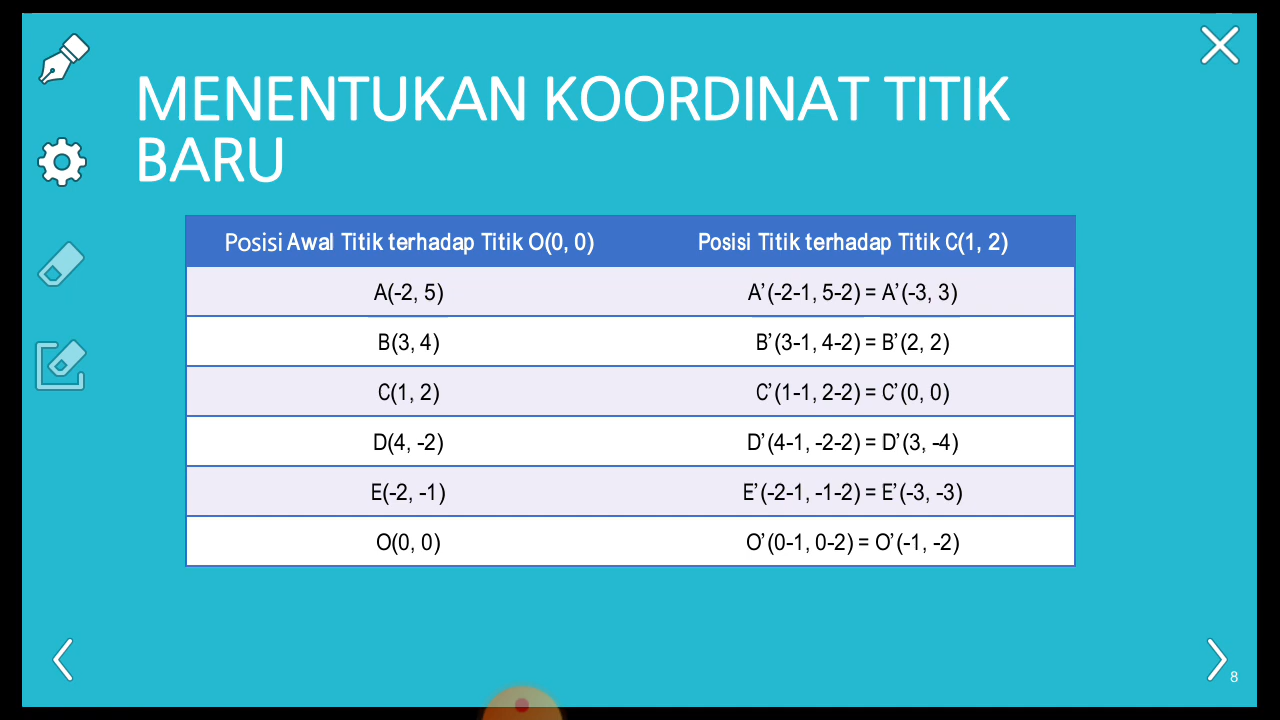 MENENTUKAN KOORDINAT TITIK
BARU
Posisi Awal Titik terhadap Titik O(0, 0) Posisi Titik terhadap Titik C(1, 2)
A(-2, 5) A’(-2-1, 5-2) = A’(-3, 3)
B(3, 4) B’(3-1, 4-2) = B’(2, 2)
C(1, 2) C’(1-1, 2-2) = C’(0, 0)
D(4, -2) D’(4-1, -2-2) = D’(3, -4)
E(-2, -1) E’(-2-1, -1-2) = E’(-3, -3)
O(0, 0) O’(0-1, 0-2) = O’(-1, -2)
8